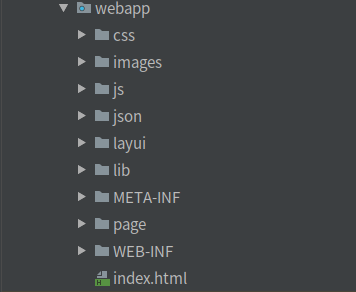 webapp
css
images
js
json
layui
lib
META-INF
page
WEB-INF
index.html